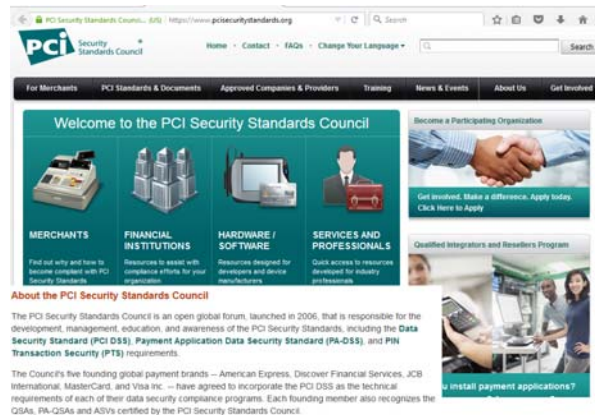 PCI Security Standards Counci... (US) https://www.pcisecuritystandards.org
Search
PCI Security Standards Council
Home • Contact • FAQs • Change Your Language
Search
For Merchants PCI Standards & Documents Approved Companies & Providers Training News & Events About Us Get Involved
Welcome to the PCI Security Standards Council
MERCHANTS
Find out why and how to
become compliant with PCI
Security Standards
FINANCIAL
INSTITUTIONS
Resources to assist with
compliance efforts for your
organization
HARDWARE /
SOFTWARE
Resources designed for
developers and device
manufacturers
SERVICES AND
PROFESSIONALS
Quick access to resources
developed for industry
professionals
Become a Participating Organization
Get involved. Make a difference. Apply today.
Click Here to Apply
Qualified Integrators and Resellers Program
u install payment applications?
About the PCI Security Standards Council
The PCI Security Standards Council is an open global forum, launched in 2006, that is responsible for the
development, management, education, and awareness of the PCI Security Standards, including the Data
Security Standard (PCI DSS), Payment Application Data Security Standard (PA-DSS), and PIN
Transaction Security (PTS) requirements.
The Council's five founding global payment brands -- American Express, Discover Financial Services, JCB
International, MasterCard, and Visa Inc. -- have agreed to incorporate the PCI DSS as the technical
requirements of each of their data security compliance programs. Each founding member also recognizes the
QSAs, PA-QSAs and ASVs certified by the PCI Security Standards Council.